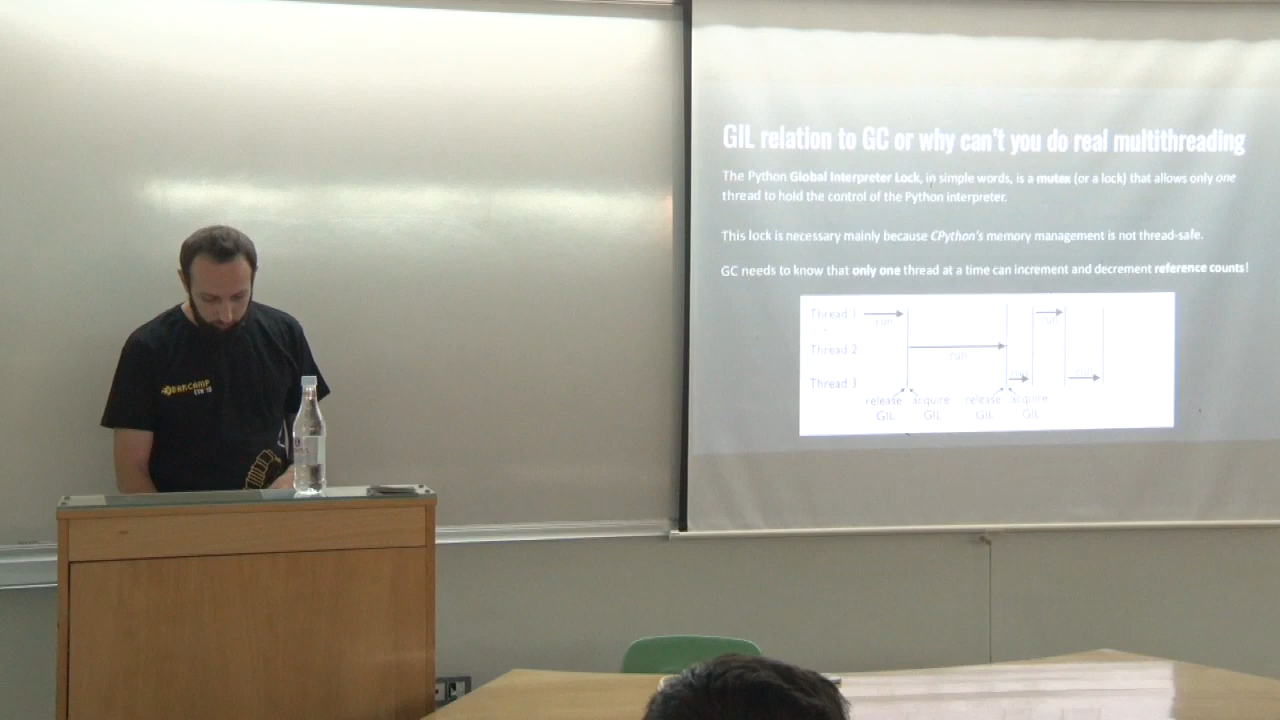 GIL relation to GC or why can't you do real multithreading
The Python Global Interpreter Lock, in simple words, is a mutex (or a lock) that allows only one
thread to hold the control of the Python interpreter.
This lock is necessary mainly because CPython's memory management is not thread-safe.
GC needs to know that only one thread at a time can increment and decrement reference counts!
Thread 1 run run
Thread 2 run
Thread 3 run run
release acquire release acquire
GIL GIL GIL GIL
BARCAMP